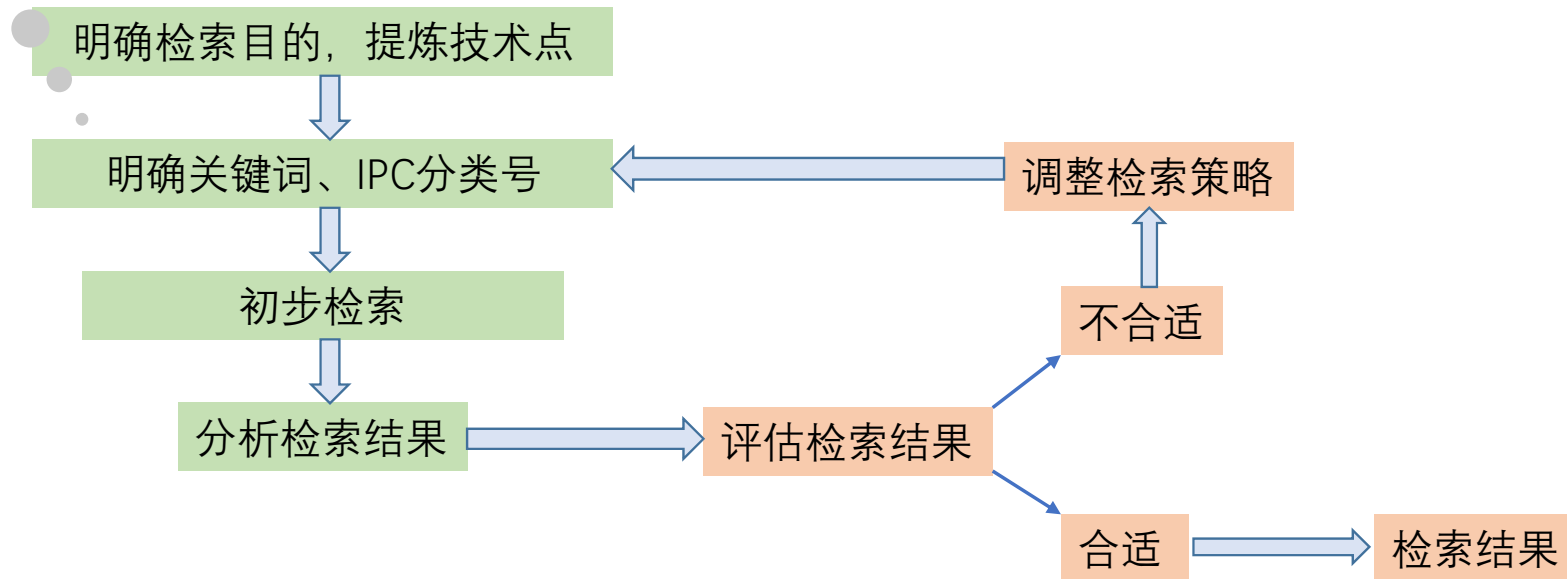 明确检索目的，提炼技术点
明确关键词、IPC分类号
调整检索策略
初步检索
不合适
分析检索结果
评估检索结果
合适
检索结果